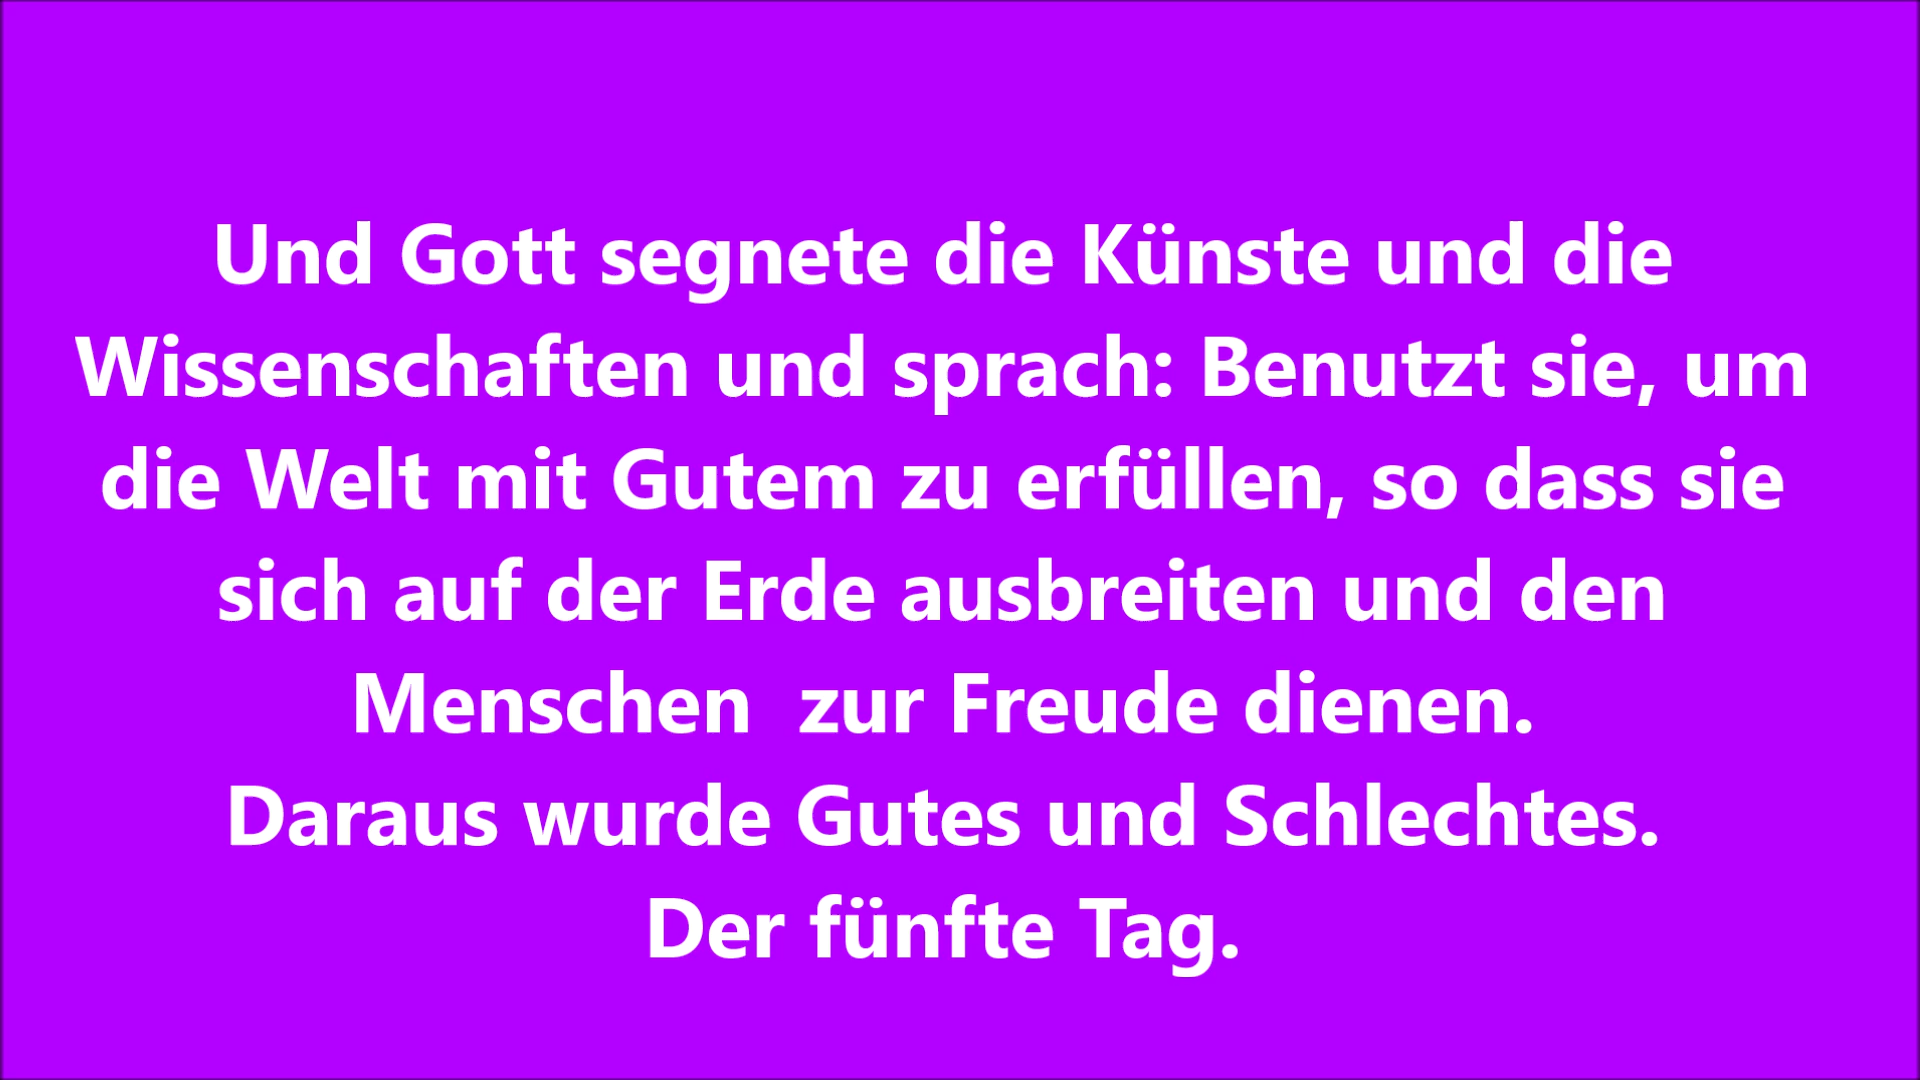 Und Gott segnete die Künste und die
Wissenschaften und sprach: Benutzt sie, um
die Welt mit Gutem zu erfüllen, so dass sie
sich auf der Erde ausbreiten und den
Menschen  zur Freude dienen.
Daraus wurde Gutes und Schlechtes.
Der fünfte Tag.